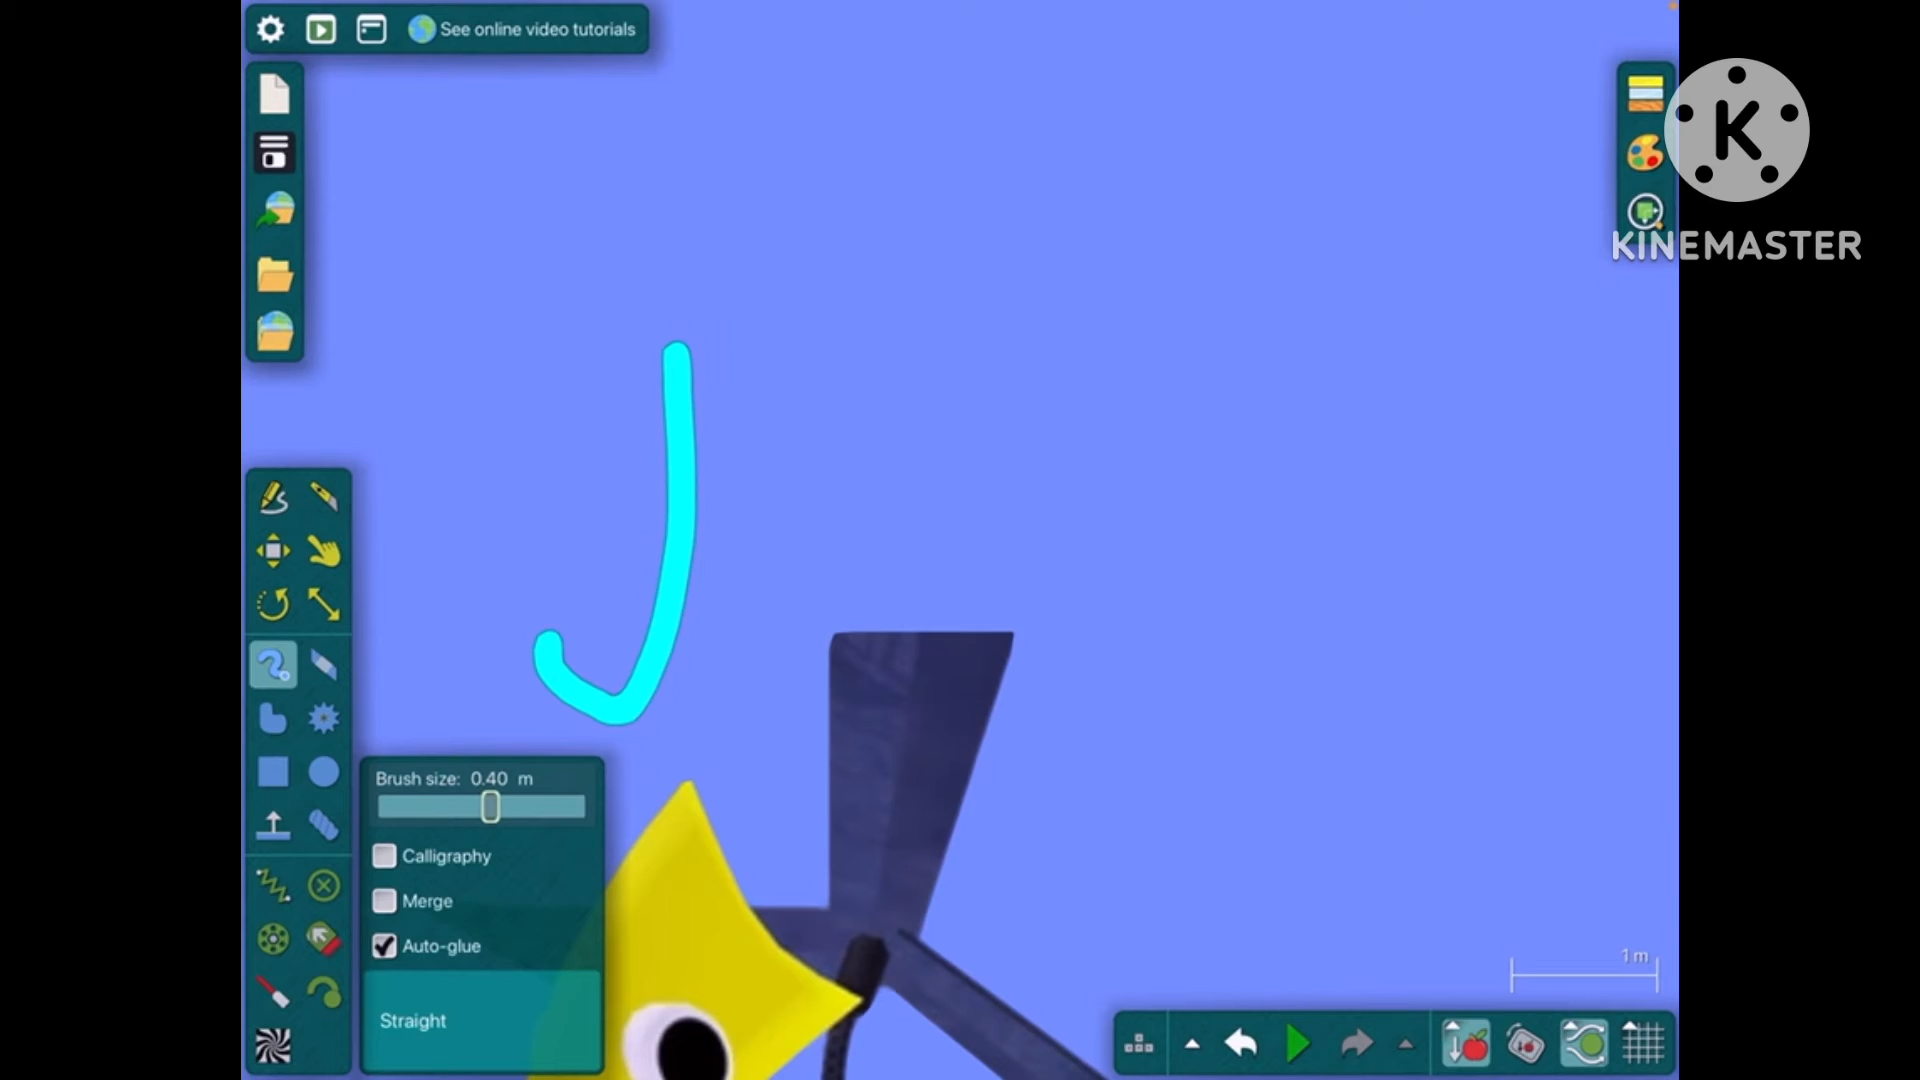 See online video tutorials
K
KINEMASTER
Brush size: 0.40 m
Calligraphy
Merge
Auto-glue
Straight
1 m